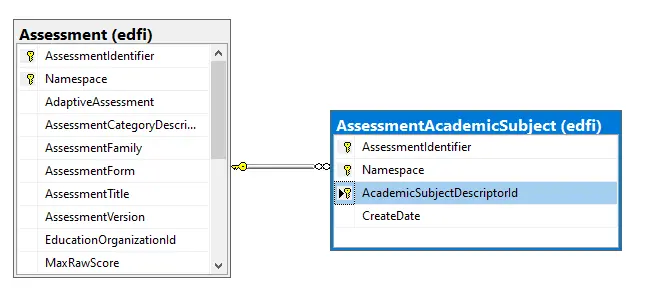 Assessment (edfi)
AssessmentIdentifier
Namespace
AdaptiveAssessment
AssessmentCategoryDescri...
AssessmentFamily
AssessmentForm
AssessmentTitle
AssessmentVersion
EducationOrganizationId
MaxRawScore
AssessmentAcademicSubject (edfi)
AssessmentIdentifier
Namespace
AcademicSubjectDescriptorId
CreateDate